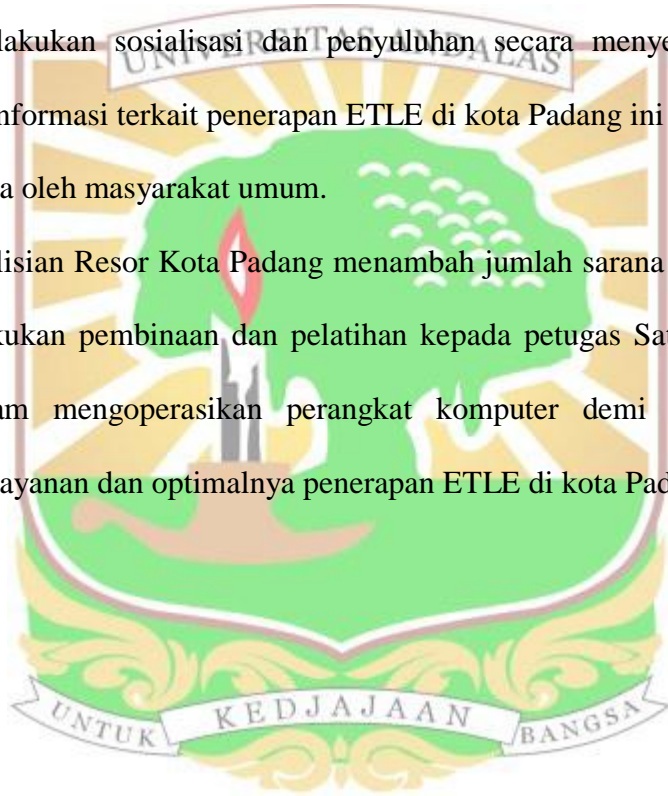 lakukan sosialisasi dan penyuluhan secara menye
UNIVERSITAS ANDALAS
nformasi terkait penerapan ETLE di kota Padang ini
a oleh masyarakat umum.
lisian Resor Kota Padang menambah jumlah sarana
kukan pembinaan dan pelatihan kepada petugas Sat
am mengoperasikan perangkat komputer demi
layanan dan optimalnya penerapan ETLE di kota Pad
UNTUK KEDJAJAAN BANGSA